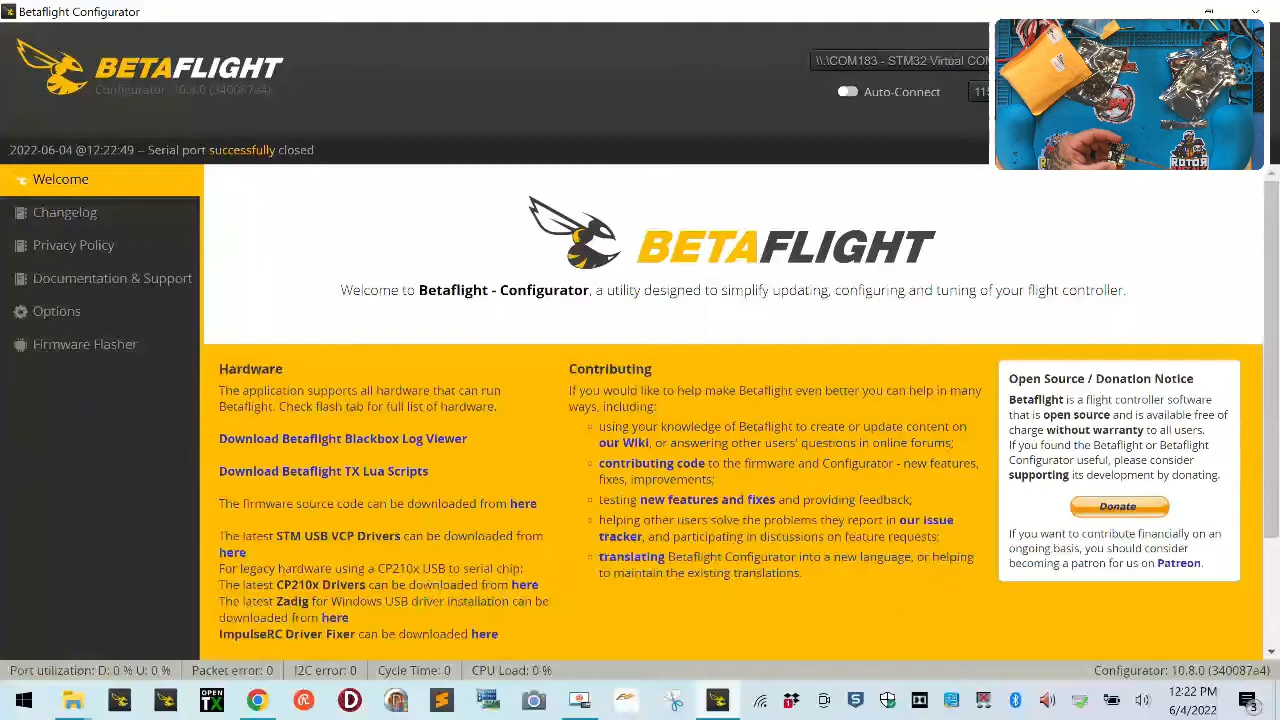 Betaflight Configurator
BETAFLIGHT
Configurator 10.8.0 (340087a4)
\\.\COM183 - STM32 Virtual COM
Auto-Connect
115
2022-06-04 @12:22:49 -- Serial port successfully closed
Welcome
Changelog
Privacy Policy
Documentation & Support
Options
Firmware Flasher
ROTOR
BETAFLIGHT
Welcome to Betaflight - Configurator, a utility designed to simplify updating, configuring and tuning of your flight controller.
Hardware
The application supports all hardware that can run
Betaflight. Check flash tab for full list of hardware.
Download Betaflight Blackbox Log Viewer
Download Betaflight TX Lua Scripts
The firmware source code can be downloaded from here
The latest STM USB VCP Drivers can be downloaded from
here
For legacy hardware using a CP210x USB to serial chip:
The latest CP210x Drivers can be downloaded from here
The latest Zadig for Windows USB driver installation can be
downloaded from here
ImpulseRC Driver Fixer can be downloaded here
Contributing
If you would like to help make Betaflight even better you can help in many
ways, including:
using your knowledge of Betaflight to create or update content on
our Wiki, or answering other users' questions in online forums;
contributing code to the firmware and Configurator - new features,
fixes, improvements;
testing new features and fixes and providing feedback;
helping other users solve the problems they report in our issue
tracker, and participating in discussions on feature requests;
translating Betaflight Configurator into a new language, or helping
to maintain the existing translations.
Open Source / Donation Notice
Betaflight is a flight controller software
that is open source and is available free of
charge without warranty to all users.
If you found the Betaflight or Betaflight
Configurator useful, please consider
supporting its development by donating.
Donate
If you want to contribute financially on an
ongoing basis, you should consider
becoming a patron for us on Patreon.
Port utilization: D: 0 % U: 0 %
Packet error: 0
I2C error: 0
Cycle Time: 0
CPU Load: 0 %
Configurator: 10.8.0 (340087a4)
OPEN
TX
12:22 PM
6/4/2022
3